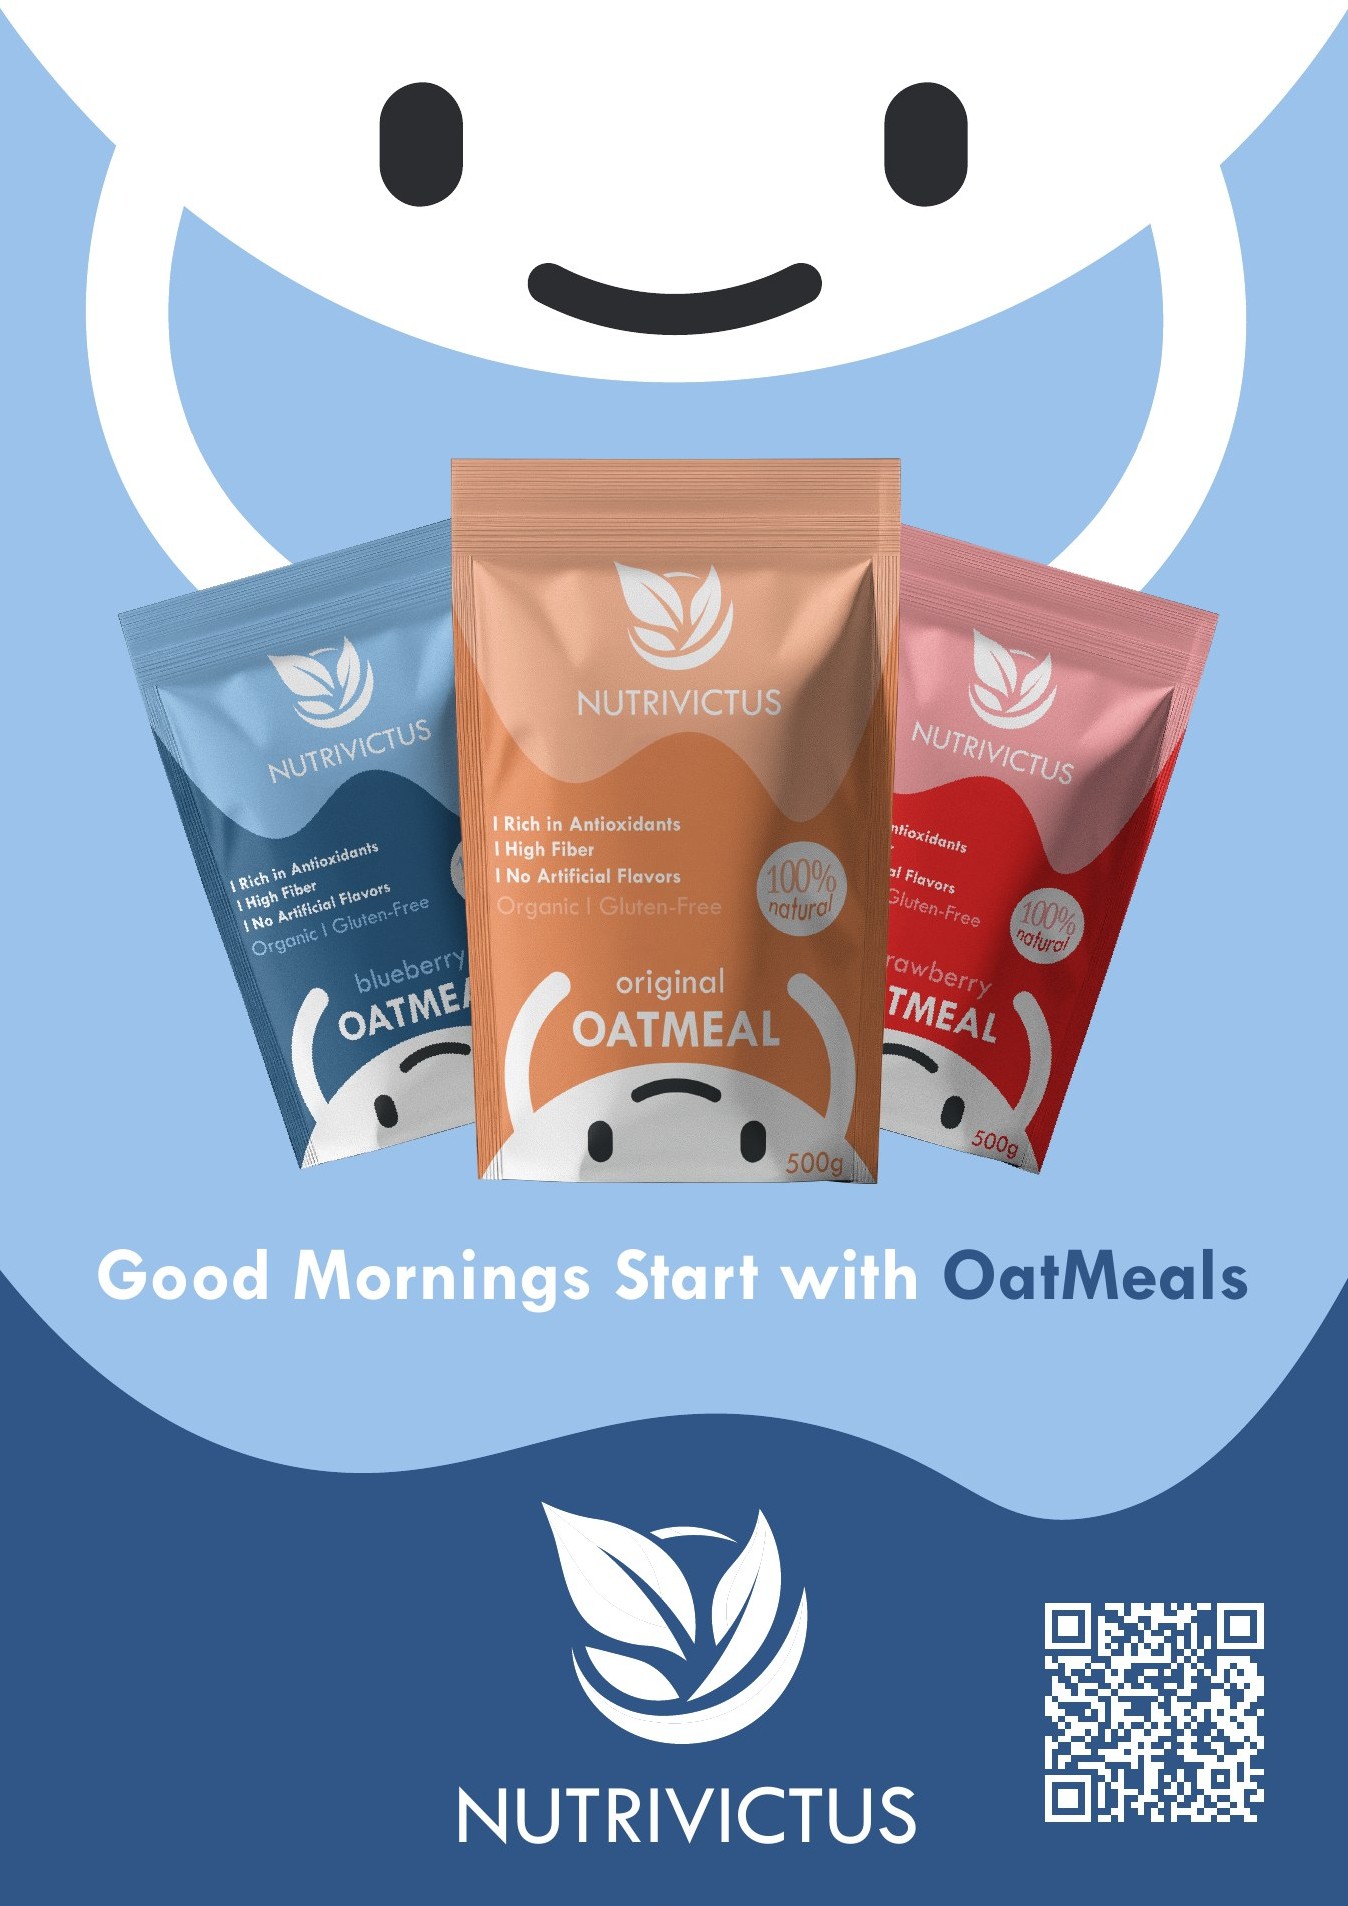 NUTRIVICTUS
I Rich in Antioxidants
I High Fiber
I No Artificial Flavors
Organic I Gluten-Free
blueberry
OATMEA
NUTRIVICTUS
I Rich in Antioxidants
I High Fiber
I No Artificial Flavors
Organic I Gluten-Free
100%
natural
original
OATMEAL
500g
NUTRIVICTUS
ntioxidants
al Flavors
Gluten-Free
100%
natural
rawberry
TMEAL
500g
Good Mornings Start with OatMeals
NUTRIVICTUS